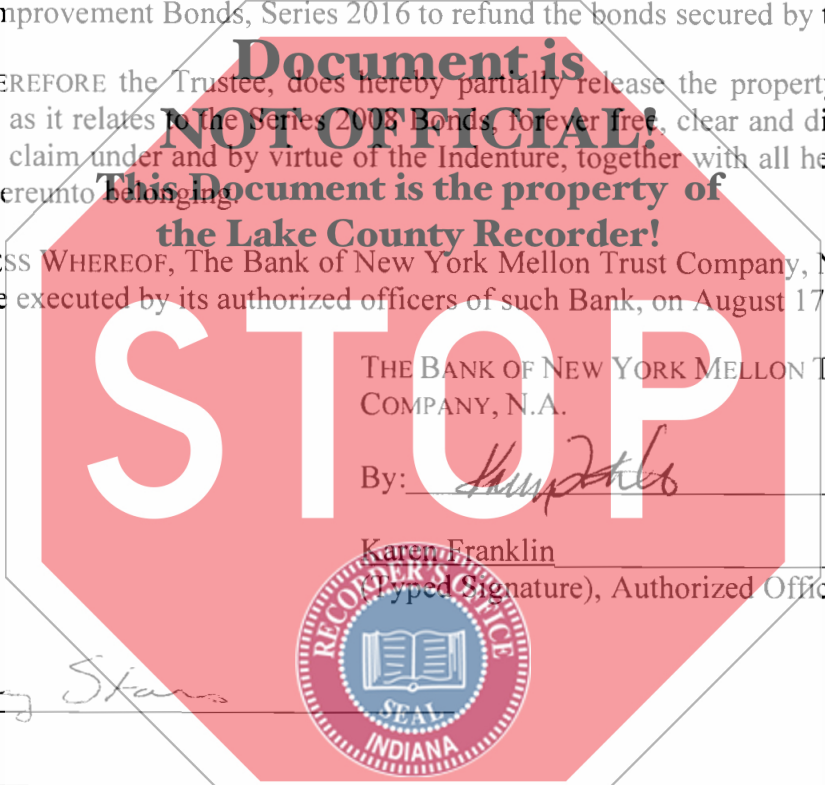 mprovement Bonds, Series 2016 to refund the bonds secured by
Document is
EREFORE the Trustee, does hereby partially release the property
NOT OFFICIAL!
as it relates to the Series 2008 Bonds, forever free, clear and di
claim under and by virtue of the Indenture, together with all he
This Document is the property of
ereunto belonging.
the Lake County Recorder!
SS WHEREOF, The Bank of New York Mellon Trust Company, N
e executed by its authorized officers of such Bank, on August 17
STOP
THE BANK OF NEW YORK MELLON T
COMPANY, N.A.
By:
Karen Franklin
(Typed Signature), Authorized Offic
RECORDER'S OFFICE
SEAL
INDIANA